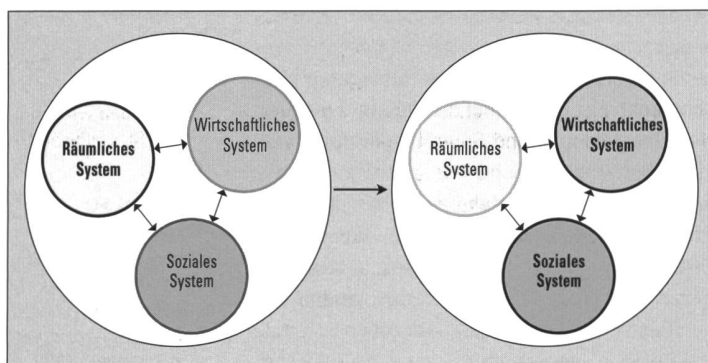 Räumliches
System
Wirtschaftliches
System
Soziales
System
Räumliches
System
Wirtschaftliches
System
Soziales
System